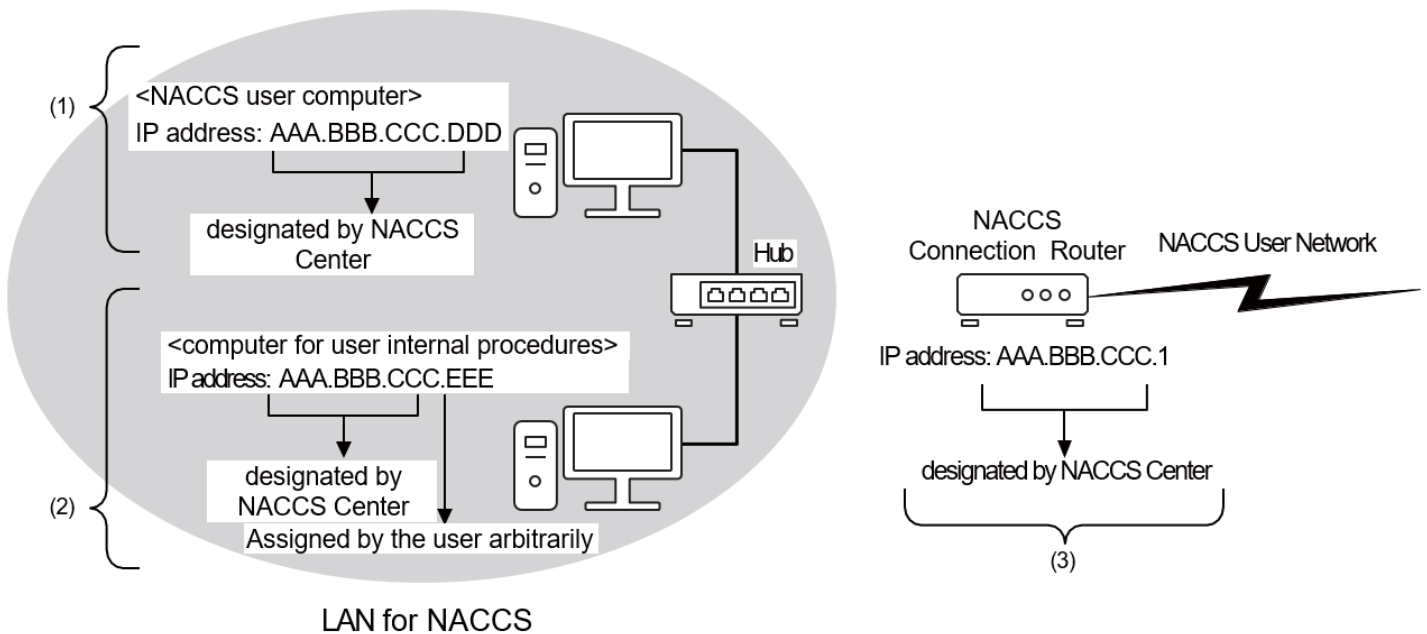 (1)
<NACCS user computer>
IP address: AAA.BBB.CCC.DDD
designated by NACCS
Center
Hub
(2)
<computer for user internal procedures>
IP address: AAA.BBB.CCC.EEE
designated by
NACCS Center
Assigned by the user arbitrarily
LAN for NACCS
NACCS
Connection Router
NACCS User Network
IP address: AAA.BBB.CCC.1
designated by NACCS Center
(3)